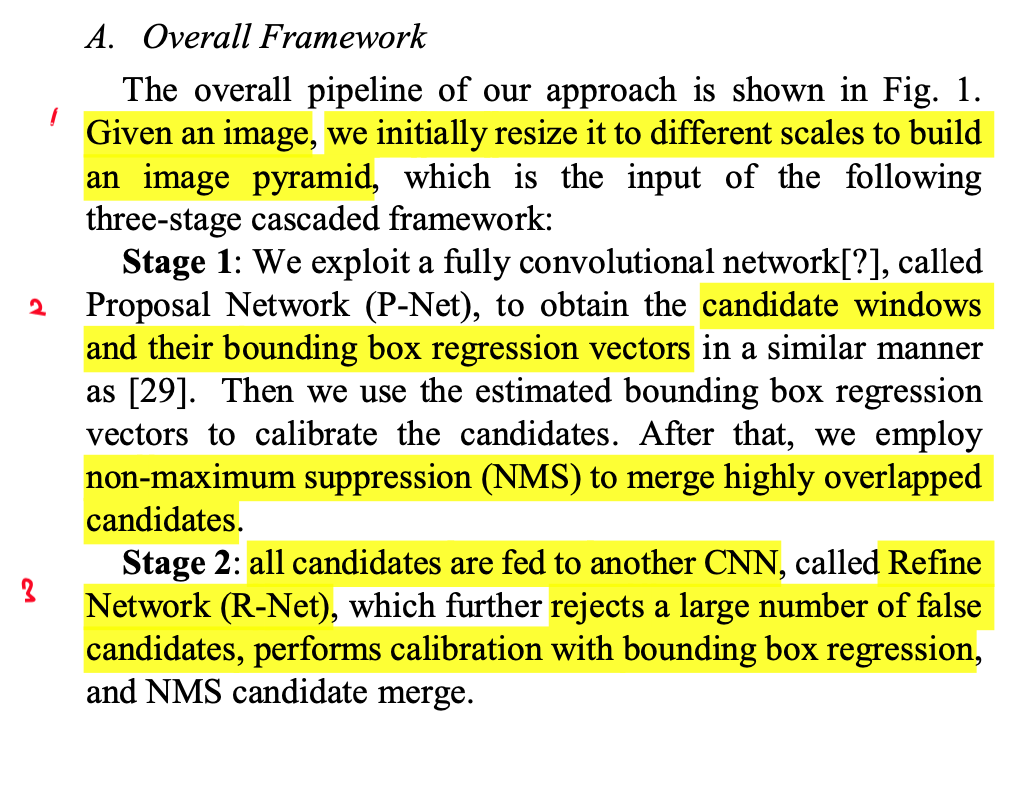 A. Overall Framework
The overall pipeline of our approach is shown in Fig. 1.
1
Given an image, we initially resize it to different scales to build
an image pyramid, which is the input of the following
three-stage cascaded framework:
Stage 1: We exploit a fully convolutional network[?], called
2
Proposal Network (P-Net), to obtain the candidate windows
and their bounding box regression vectors in a similar manner
as [29]. Then we use the estimated bounding box regression
vectors to calibrate the candidates. After that, we employ
non-maximum suppression (NMS) to merge highly overlapped
candidates.
Stage 2: all candidates are fed to another CNN, called Refine
3
Network (R-Net), which further rejects a large number of false
candidates, performs calibration with bounding box regression,
and NMS candidate merge.